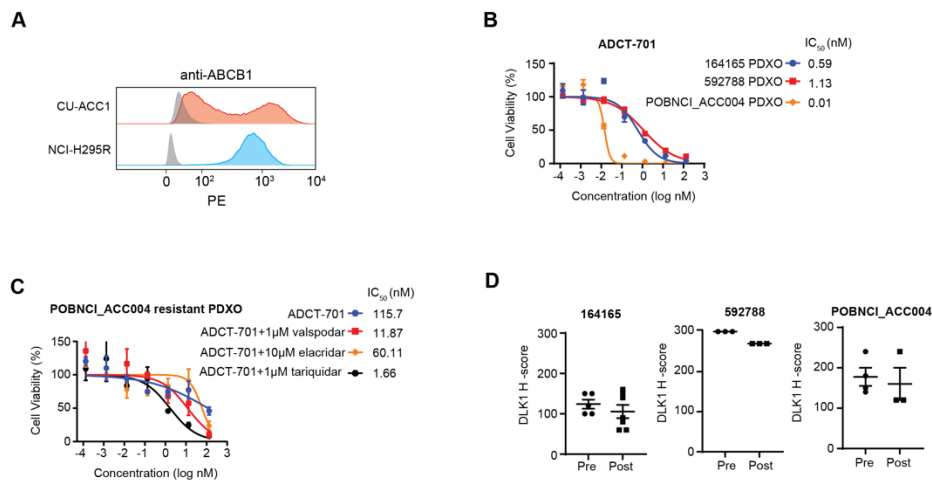 A
anti-ABCB1
CU-ACC1
NCI-H295R
0 10² 10³ 10⁴
PE
B
ADCT-701
IC₅₀ (nM)
164165 PDXO 0.59
592788 PDXO 1.13
POBNCI_ACC004 PDXO 0.01
Cell Viability (%)
150
100
50
0
-4 -3 -2 -1 0 1 2 3
Concentration (log nM)
C
POBNCI_ACC004 resistant PDXO
IC₅₀ (nM)
ADCT-701 115.7
ADCT-701+1µM valspodar 11.87
ADCT-701+10µM elacridar 60.11
ADCT-701+1µM tariquidar 1.66
Cell Viability (%)
150
100
50
0
-4 -3 -2 -1 0 1 2 3
Concentration (log nM)
D
164165
DLK1 H -score
300
200
100
0
Pre Post
592788
DLK1 H -score
300
200
100
0
Pre Post
POBNCI_ACC004
DLK1 H -score
300
200
100
0
Pre Post